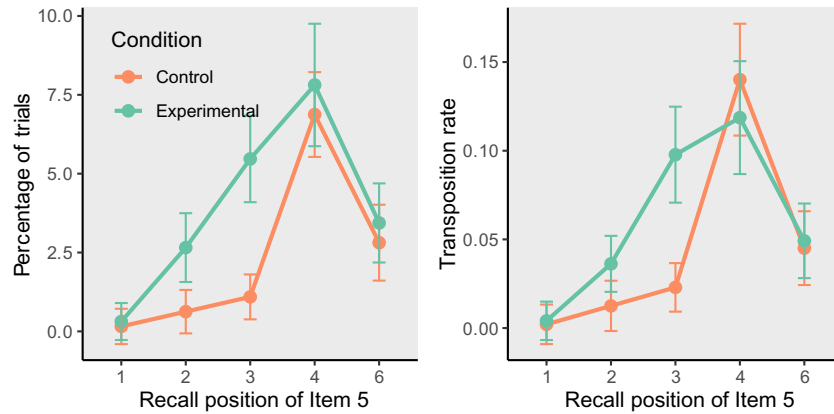 Percentage of trials
10.0
7.5
5.0
2.5
0.0
Condition
Control
Experimental
1 2 3 4 6
Recall position of Item 5
Transposition rate
0.15
0.10
0.05
0.00
1 2 3 4 6
Recall position of Item 5